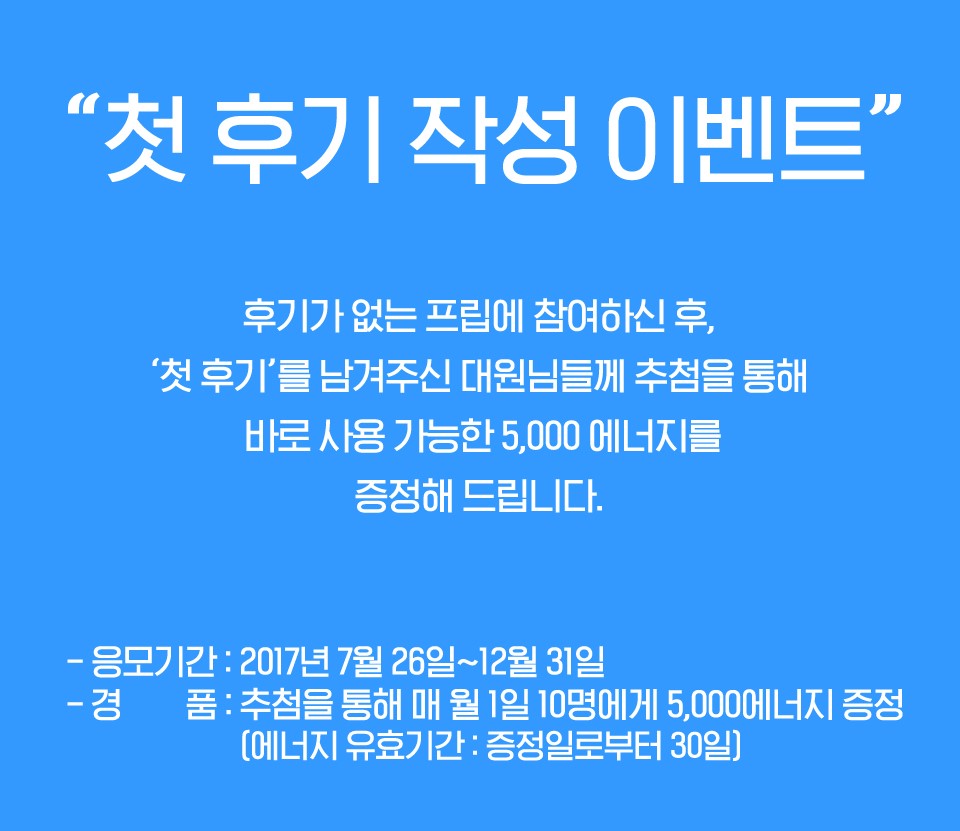 “첫 후기 작성 이벤트”
후기가 없는 프립에 참여하신 후,
‘첫 후기’를 남겨주신 대원님들께 추첨을 통해
바로 사용 가능한 5,000 에너지를
증정해 드립니다.
- 응모기간 : 2017년 7월 26일~12월 31일
- 경 품 : 추첨을 통해 매 월 1일 10명에게 5,000에너지 증정
(에너지 유효기간 : 증정일로부터 30일)